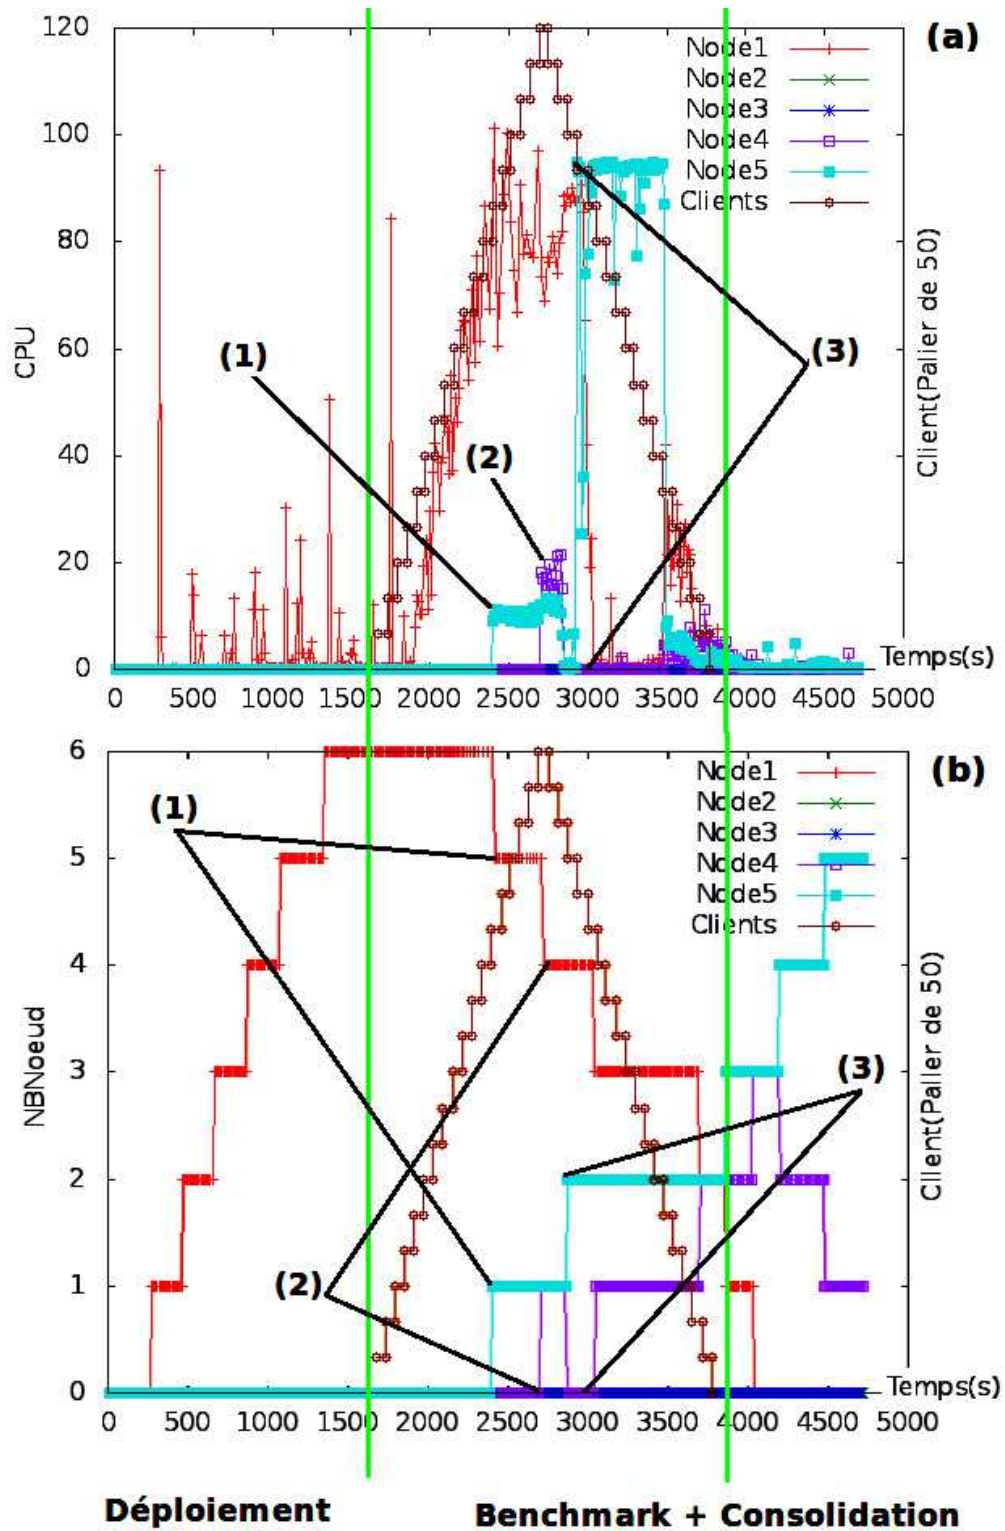 (a)
120
100
80
60
40
20
0
CPU
Node1
Node2
Node3
Node4
Node5
Clients
(1)
(2)
(3)
Client(Palier de 50)
Temps(s)
0 500 1000 1500 2000 2500 3000 3500 4000 4500 5000
(b)
6
5
4
3
2
1
0
NBNoeud
Node1
Node2
Node3
Node4
Node5
Clients
(1)
(2)
(3)
Client(Palier de 50)
Temps(s)
0 500 1000 1500 2000 2500 3000 3500 4000 4500 5000
Déploiement Benchmark + Consolidation